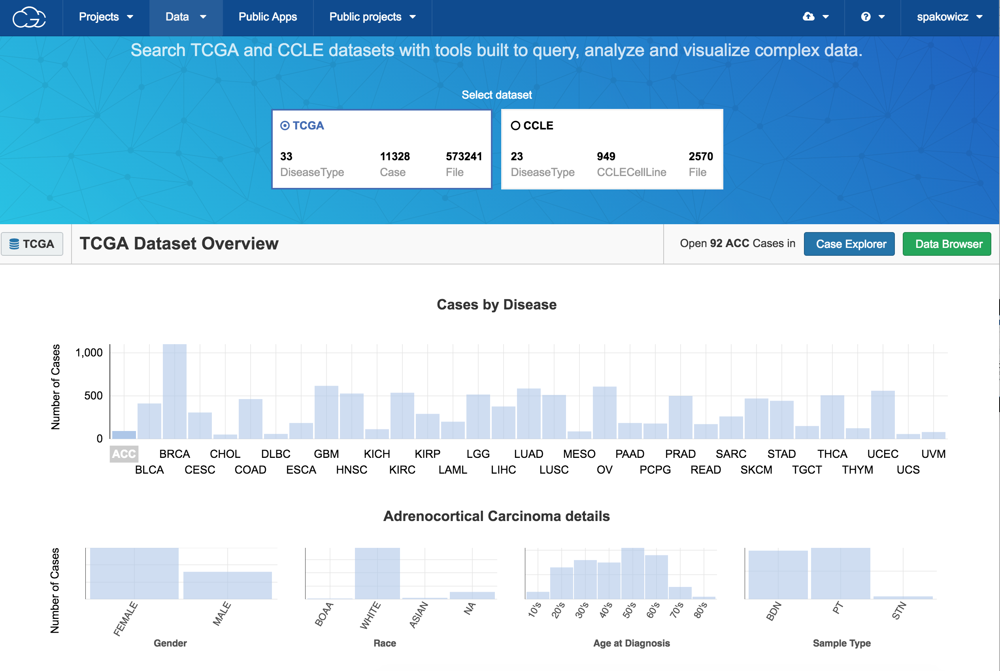 CGC
Projects Data Public Apps Public projects spakowicz
Search TCGA and CCLE datasets with tools built to query, analyze and visualize complex data.
Select dataset
TCGA
33 11328 573241
DiseaseType Case File
CCLE
23 949 2570
DiseaseType CCLECellLine File
TCGA
TCGA Dataset Overview
Open 92 ACC Cases in Case Explorer Data Browser
Cases by Disease
Number of Cases
1,000
500
0
ACC BRCA CHOL DLBC GBM KICH KIRP LGG LUAD MESO PAAD PRAD SARC STAD THCA UCEC UVM
BLCA CESC COAD ESCA HNSC KIRC LAML LIHC LUSC OV PCPG READ SKCM TGCT THYM UCS
Adrenocortical Carcinoma details
Number of Cases
FEMALE MALE
Gender
BOAA WHITE ASIAN NA
Race
10's 20's 30's 40's 50's 60's 70's 80's
Age at Diagnosis
BDN PT STN
Sample Type